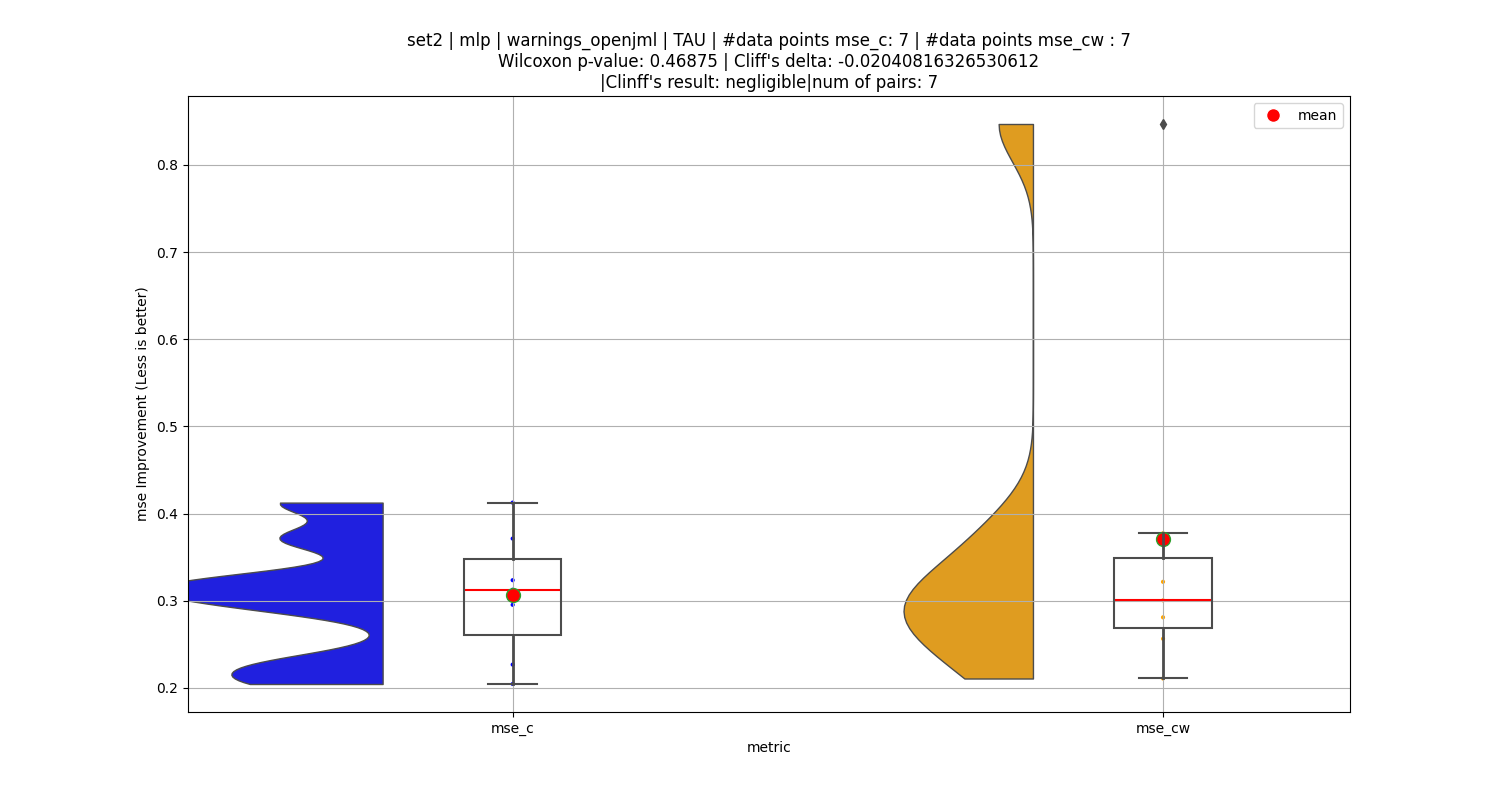 set2 | mlp | warnings_openjml | TAU | #data points mse_c: 7 | #data points mse_cw : 7
Wilcoxon p-value: 0.46875 | Cliff's delta: -0.02040816326530612
|Clinff's result: negligible|num of pairs: 7
mean
mse Improvement (Less is better)
0.8
0.7
0.6
0.5
0.4
0.3
0.2
mse_c
mse_cw
metric